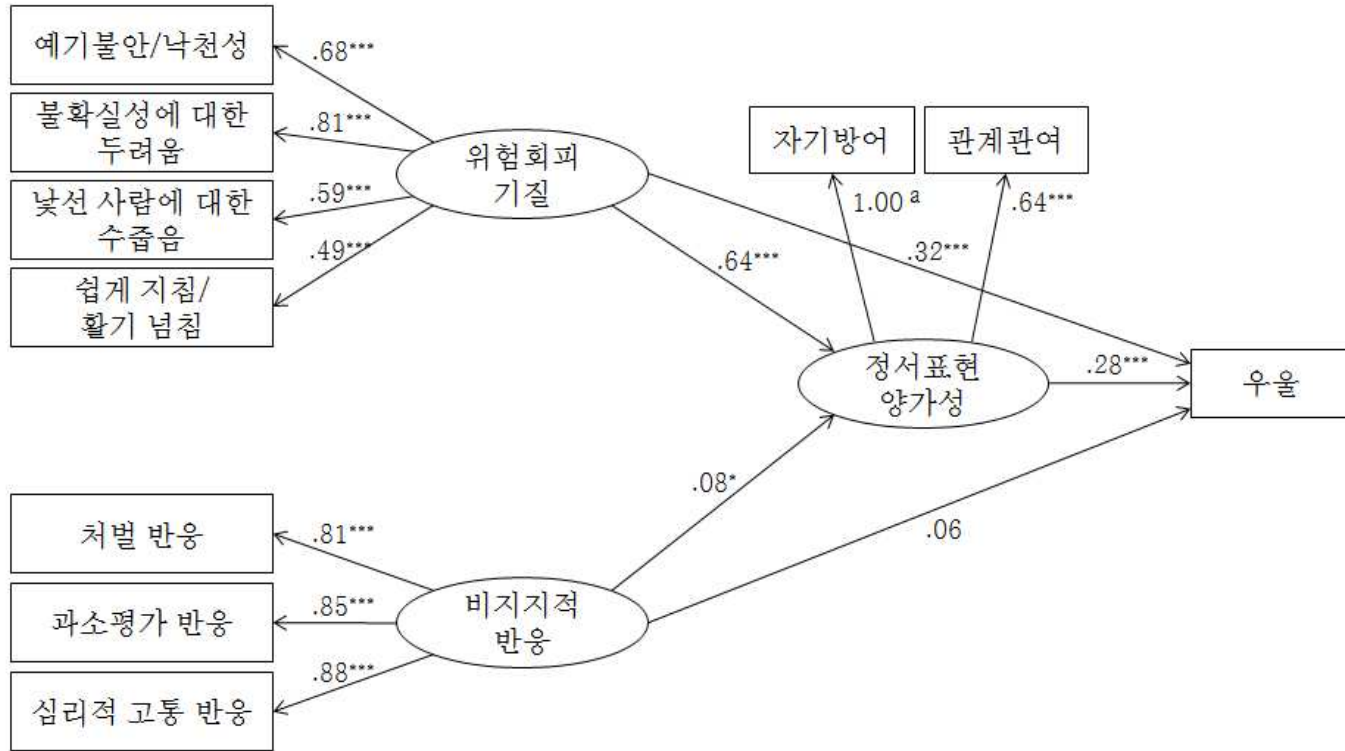 예기불안/낙천성
.68***
불확실성에 대한
두려움
.81***
위험회피
기질
자기방어
관계관여
낯선 사람에 대한
수줍음
.59***
1.00 a
.64***
.49***
.64***
.32***
쉽게 지침/
활기 넘침
정서표현
양가성
.28***
우울
.08*
처벌 반응
.81***
.06
과소평가 반응
.85***
비지지적
반응
.88***
심리적 고통 반응